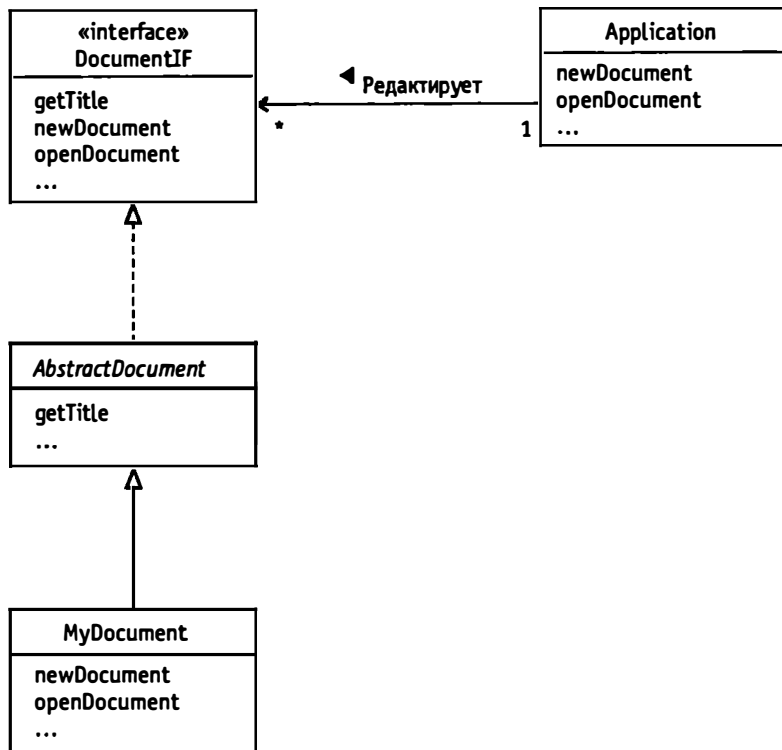 «interface»
DocumentIF
getTitle
newDocument
openDocument
...
Application
newDocument
openDocument
...
Редактирует
*
1
AbstractDocument
getTitle
...
MyDocument
newDocument
openDocument
...